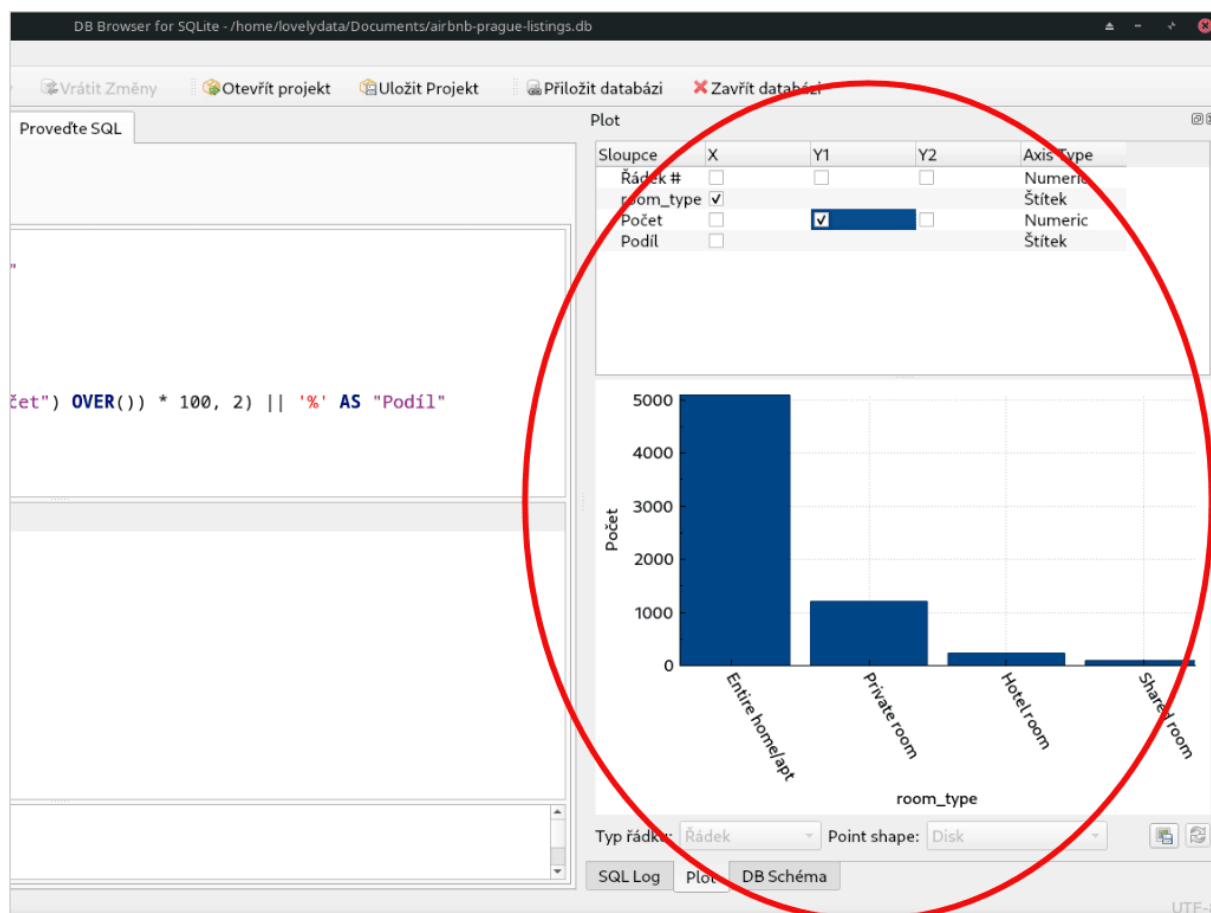 DB Browser for SQLite - /home/lovelydata/Documents/airbnb-prague-listings.db
Vrátit Změny Otevřít projekt Uložit Projekt Přiložit databázi Zavřít databázi
Proveďte SQL
"
čet") OVER()) * 100, 2) || '%' AS "Podíl"
Plot
Sloupce X Y1 Y2 Axis Type
Řádek # Numeric
room_type Štítek
Počet Numeric
Podíl Štítek
5000
4000
3000
2000
1000
0
Počet
Entire home/apt
Private room
Hotel room
Shared room
room_type
Typ řádku: Řádek Point shape: Disk
SQL Log Plot DB Schéma
UTF-8